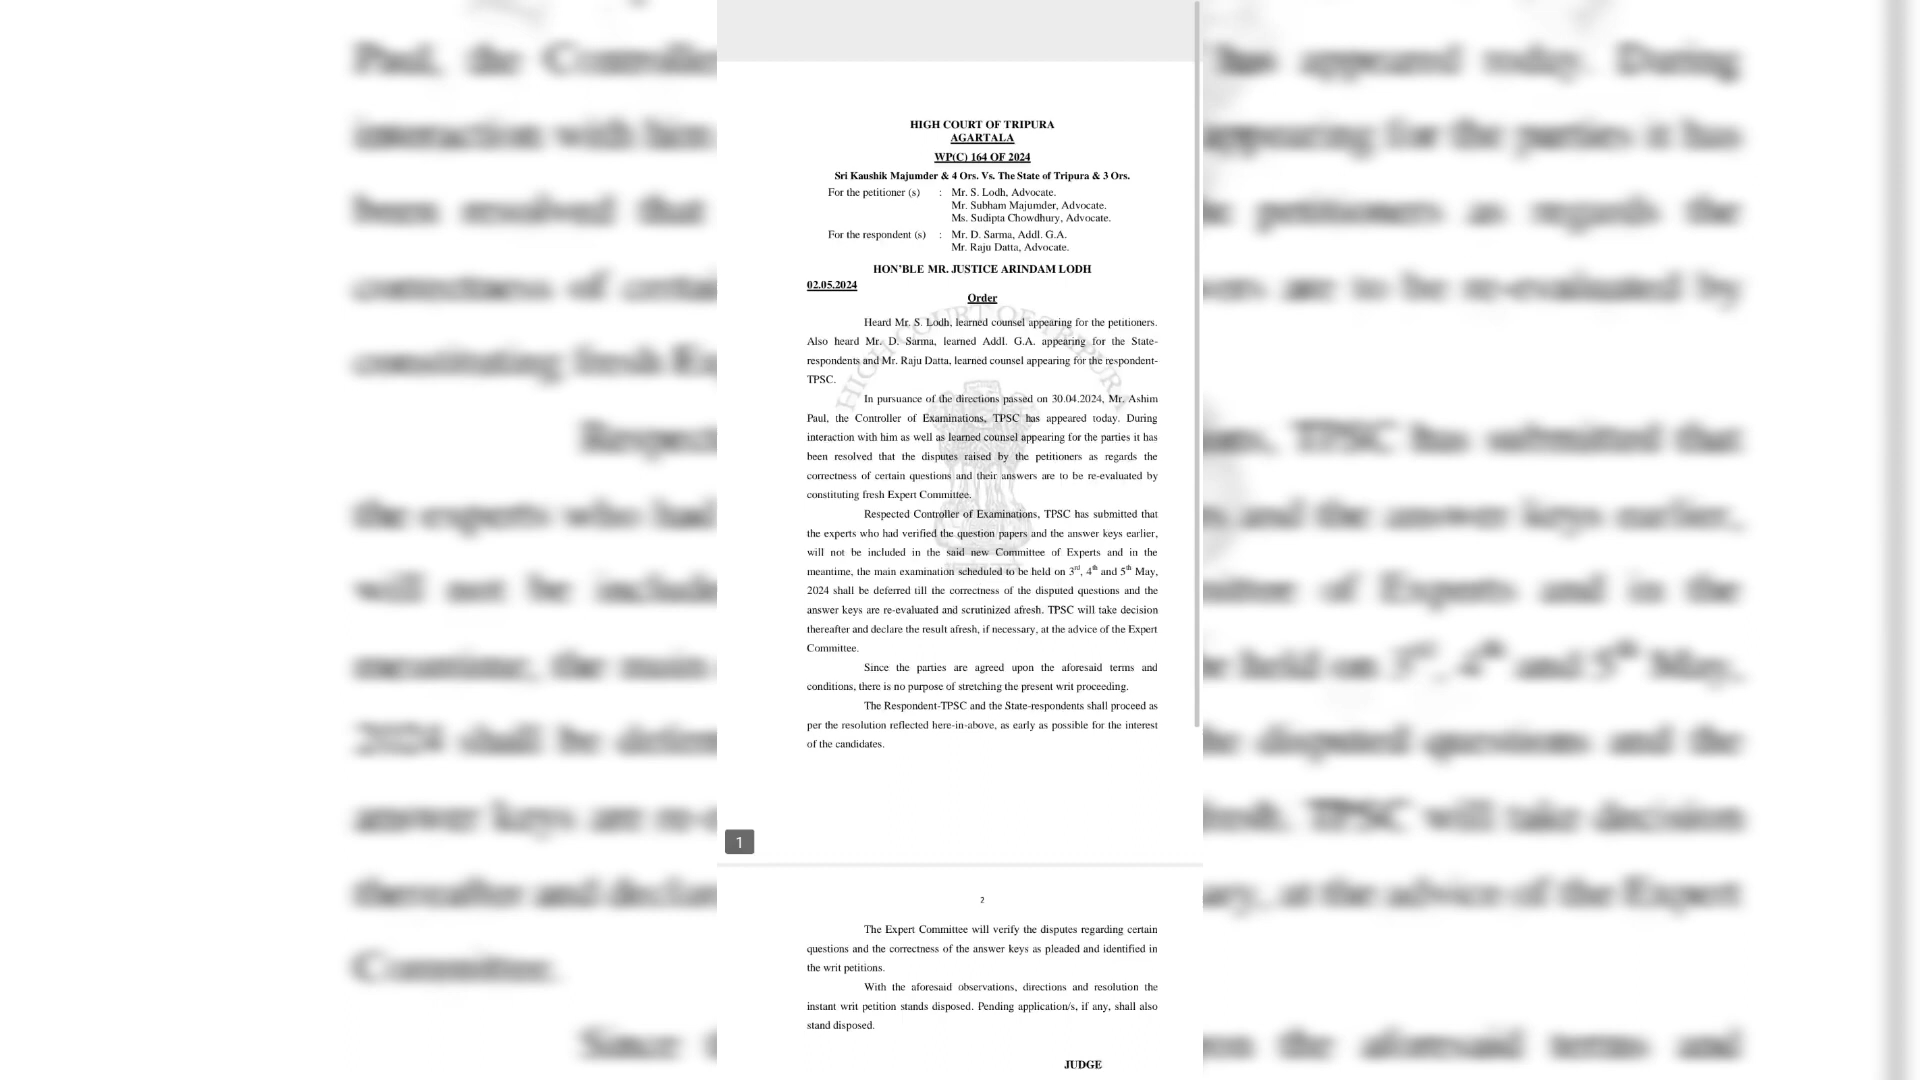 HIGH COURT OF TRIPURA
AGARTALA
WP(C) 164 OF 2024
Sri Kaushik Majumder & 4 Ors. Vs. The State of Tripura & 3 Ors.
For the petitioner (s) : Mr. S. Lodh, Advocate.
Mr. Subham Majumder, Advocate.
Ms. Sudipta Chowdhury, Advocate.
For the respondent (s) : Mr. D. Sarma, Addl. G.A.
Mr. Raju Datta, Advocate.
HON'BLE MR. JUSTICE ARINDAM LODH
02.05.2024
Order
HIGH COURT OF TRIPURA
Heard Mr. S. Lodh, learned counsel appearing for the petitioners.
Also heard Mr. D. Sarma, learned Addl. G.A. appearing for the State-
respondents and Mr. Raju Datta, learned counsel appearing for the respondent-
TPSC.
In pursuance of the directions passed on 30.04.2024, Mr. Ashim
Paul, the Controller of Examinations, TPSC has appeared today. During
interaction with him as well as learned counsel appearing for the parties it has
been resolved that the disputes raised by the petitioners as regards the
correctness of certain questions and their answers are to be re-evaluated by
constituting fresh Expert Committee.
Respected Controller of Examinations, TPSC has submitted that
the experts who had verified the question papers and the answer keys earlier,
will not be included in the said new Committee of Experts and in the
meantime, the main examination scheduled to be held on 3rd, 4th and 5th May,
2024 shall be deferred till the correctness of the disputed questions and the
answer keys are re-evaluated and scrutinized afresh. TPSC will take decision
thereafter and declare the result afresh, if necessary, at the advice of the Expert
Committee.
Since the parties are agreed upon the aforesaid terms and
conditions, there is no purpose of stretching the present writ proceeding.
The Respondent-TPSC and the State-respondents shall proceed as
per the resolution reflected here-in-above, as early as possible for the interest
of the candidates.
1
2
The Expert Committee will verify the disputes regarding certain
questions and the correctness of the answer keys as pleaded and identified in
the writ petitions.
With the aforesaid observations, directions and resolution the
instant writ petition stands disposed. Pending application/s, if any, shall also
stand disposed.
JUDGE